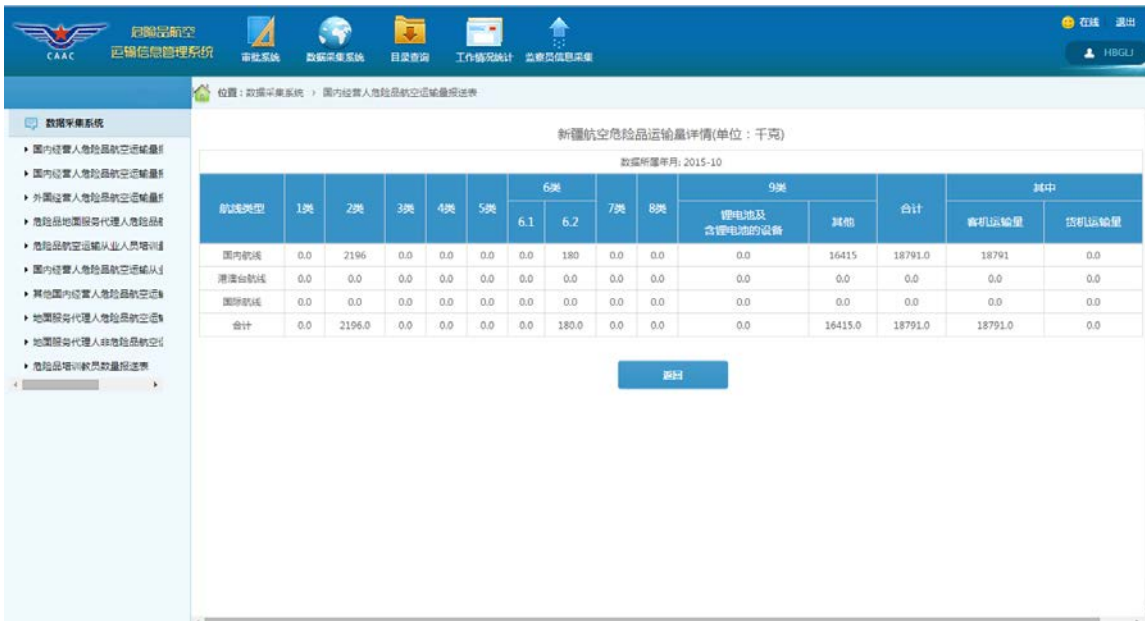 危险品航空
运输信息管理系统
CAAC
审批系统
数据采集系统
目录查询
工作情况统计
监察员信息采集
在线 退出
HBGLJ
位置：数据采集系统 › 国内经营人危险品航空运输量报送表
数据采集系统
国内经营人危险品航空运输量
国内经营人危险品航空运输量
外国经营人危险品航空运输量
危险品地面服务代理人危险品
危险品航空运输从业人员培训
国内经营人危险品航空运输从
其他国内经营人危险品航空运
地面服务代理人危险品航空运
地面服务代理人非危险品航空
危险品培训教员数量报送表
新疆航空危险品运输量详情(单位：千克)
数据所属年月: 2015-10
航线类型 1类 2类 3类 4类 5类 6类 7类 8类 9类 合计 其中
6.1 6.2 锂电池及 其他 客机运输量 货机运输量
含锂电池的设备
国内航线 0.0 2196 0.0 0.0 0.0 0.0 180 0.0 0.0 0.0 16415 18791.0 18791 0.0
港澳台航线 0.0 0.0 0.0 0.0 0.0 0.0 0.0 0.0 0.0 0.0 0.0 0.0 0.0 0.0
国际航线 0.0 0.0 0.0 0.0 0.0 0.0 0.0 0.0 0.0 0.0 0.0 0.0 0.0 0.0
合计 0.0 2196.0 0.0 0.0 0.0 0.0 180.0 0.0 0.0 0.0 16415.0 18791.0 18791.0 0.0
返回